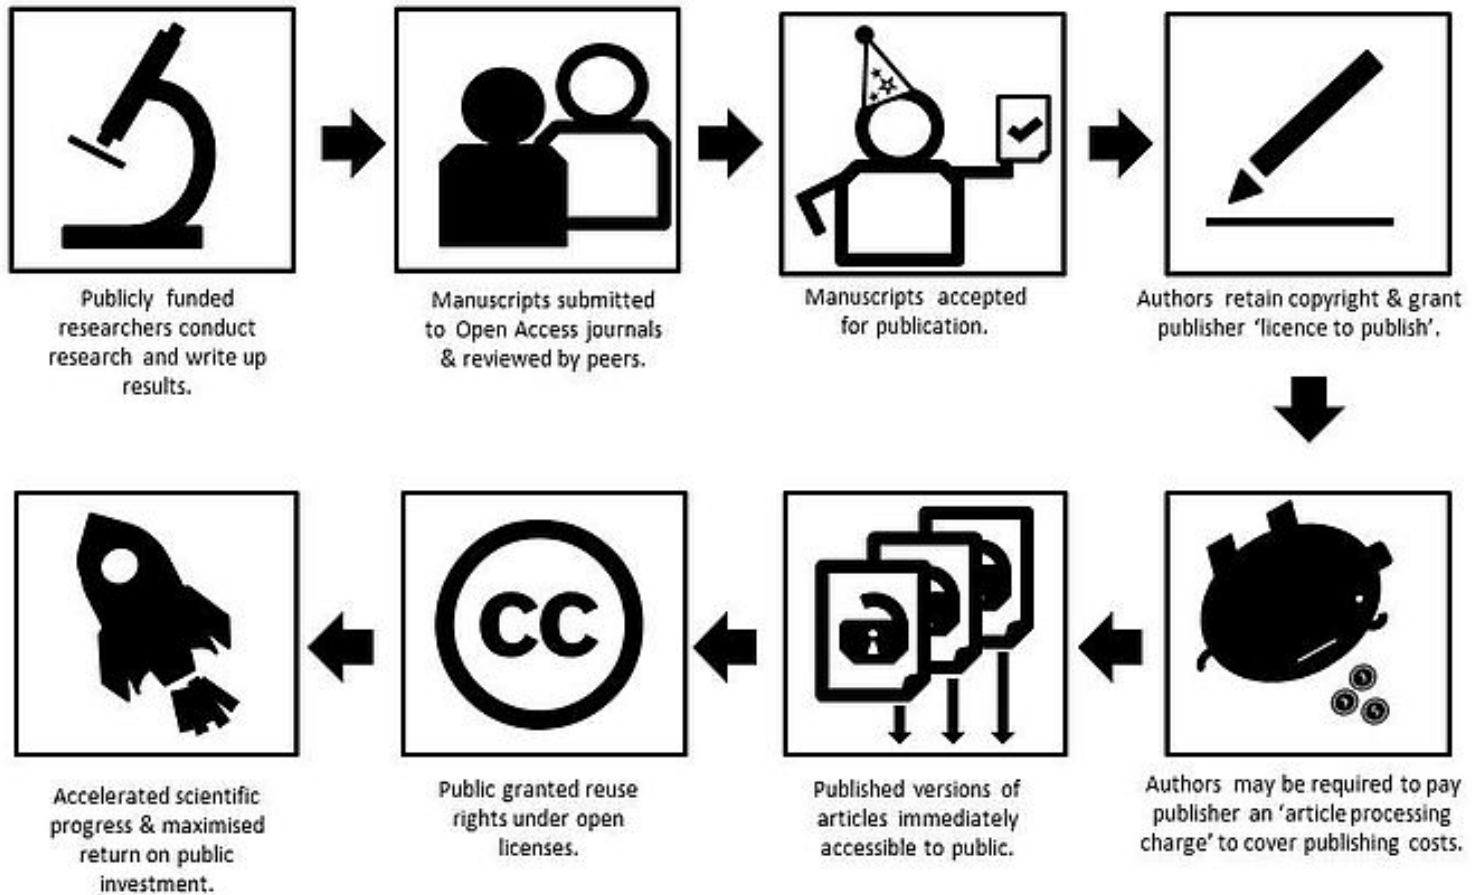 Publicly funded
researchers conduct
research and write up
results.
Manuscripts submitted
to Open Access journals
& reviewed by peers.
Manuscripts accepted
for publication.
Authors retain copyright & grant
publisher ‘licence to publish’.
Authors may be required to pay
publisher an ‘article processing
charge’ to cover publishing costs.
Published versions of
articles immediately
accessible to public.
cc
Public granted reuse
rights under open
licenses.
Accelerated scientific
progress & maximised
return on public
investment.